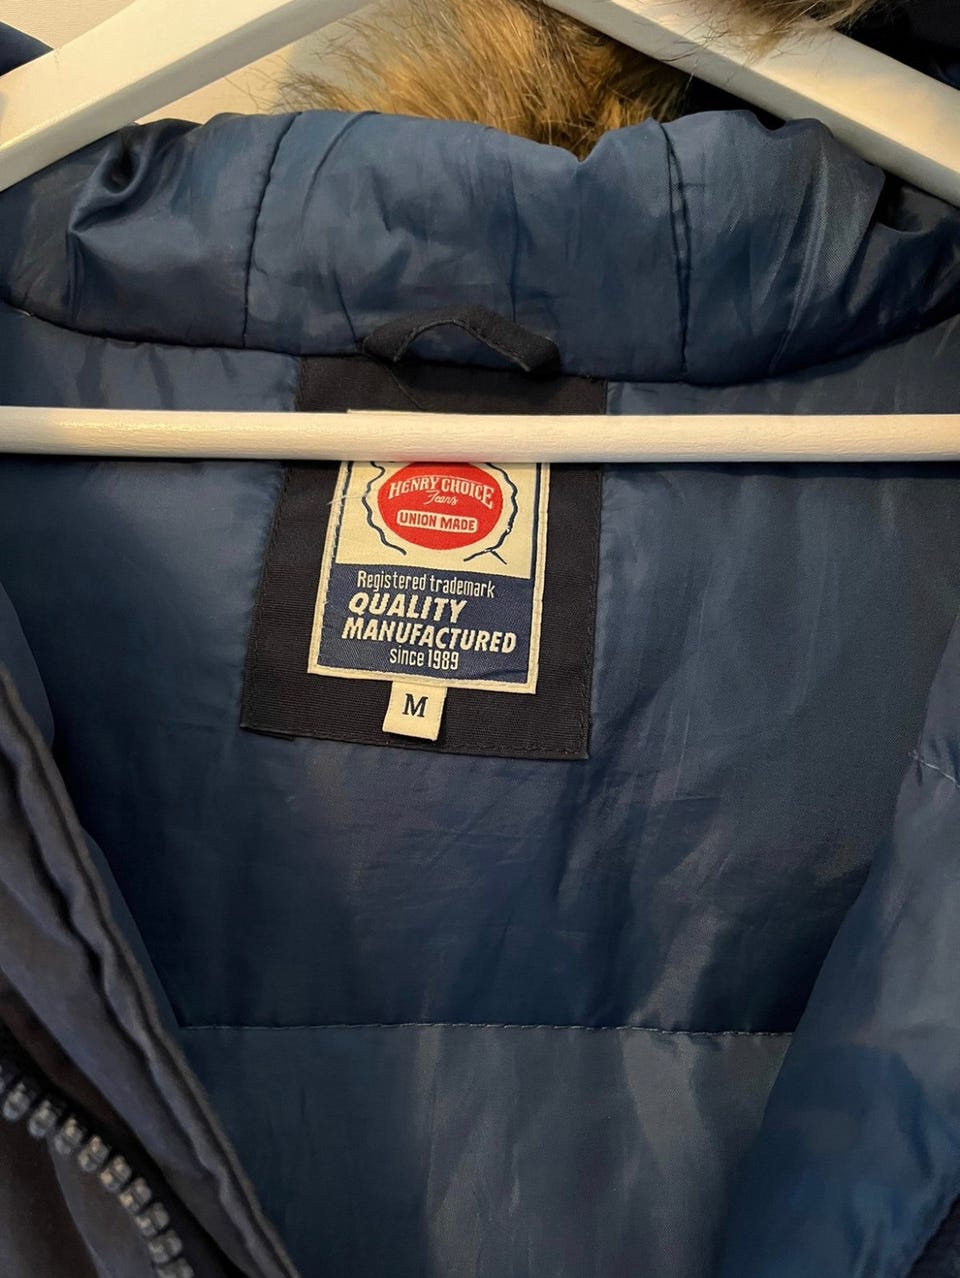 HENRY CHOICE
Jeans
UNION MADE
Registered trademark
QUALITY
MANUFACTURED
since 1989
M